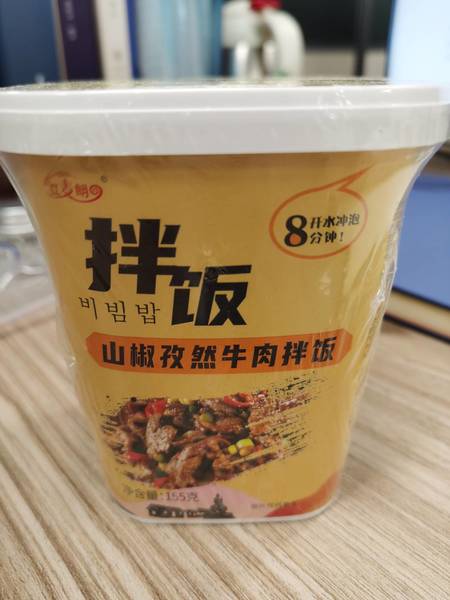 8开水冲泡
分钟！
拌饭
비빔밥
山椒孜然牛肉拌饭
净含量:155克